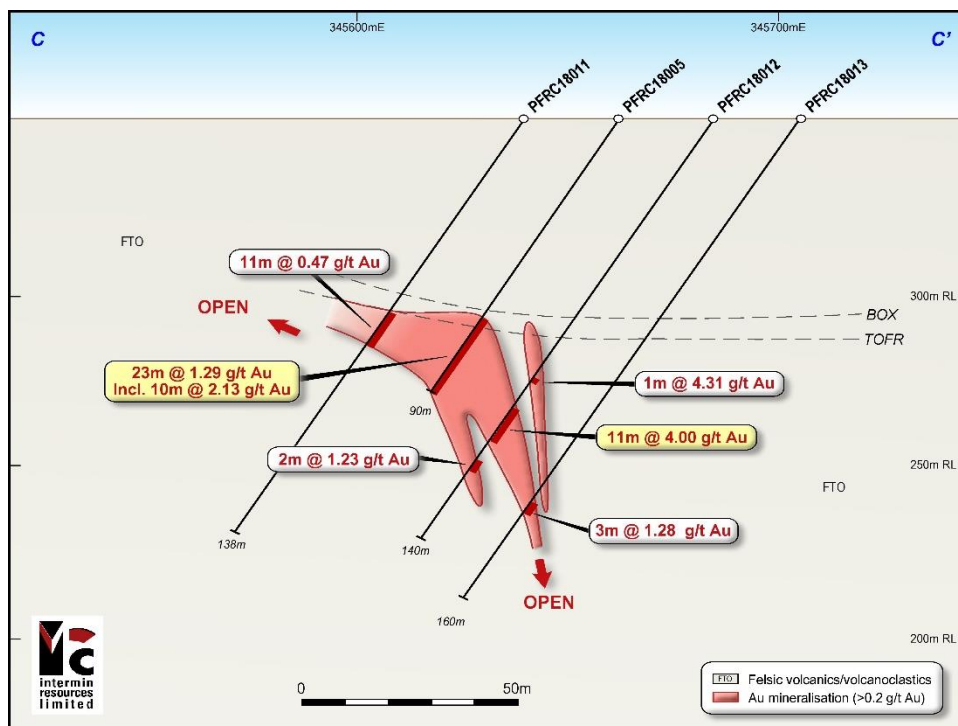 345600mE
345700mE
C
C'
PFRC18011
PFRC18005
PFRC18012
PFRC18013
FTO
11m @ 0.47 g/t Au
OPEN
300m RL
BOX
TOFR
23m @ 1.29 g/t Au
Incl. 10m @ 2.13 g/t Au
1m @ 4.31 g/t Au
90m
11m @ 4.00 g/t Au
2m @ 1.23 g/t Au
250m RL
FTO
3m @ 1.28 g/t Au
138m
140m
OPEN
160m
200m RL
intermin
resources
limited
0
50m
FTO Felsic volcanics/volcanoclastics
Au mineralisation (>0.2 g/t Au)